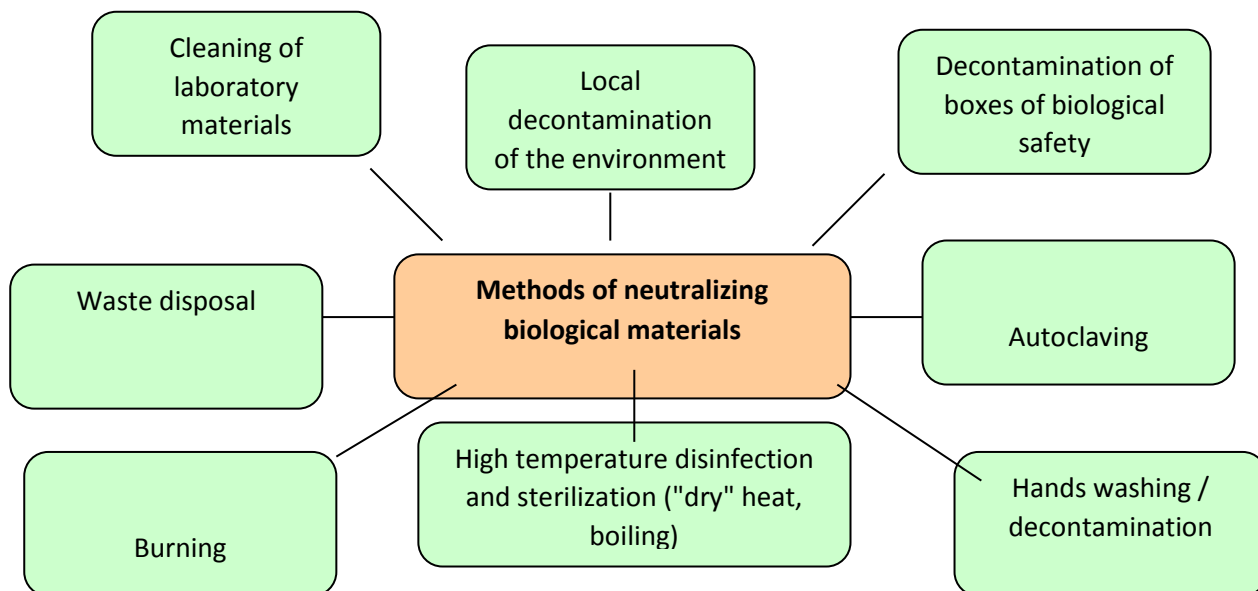 Cleaning of
laboratory
materials
Local
decontamination
of the environment
Decontamination of
boxes of biological
safety
Waste disposal
Methods of neutralizing
biological materials
Autoclaving
Burning
High temperature disinfection
and sterilization ("dry" heat,
boiling)
Hands washing /
decontamination